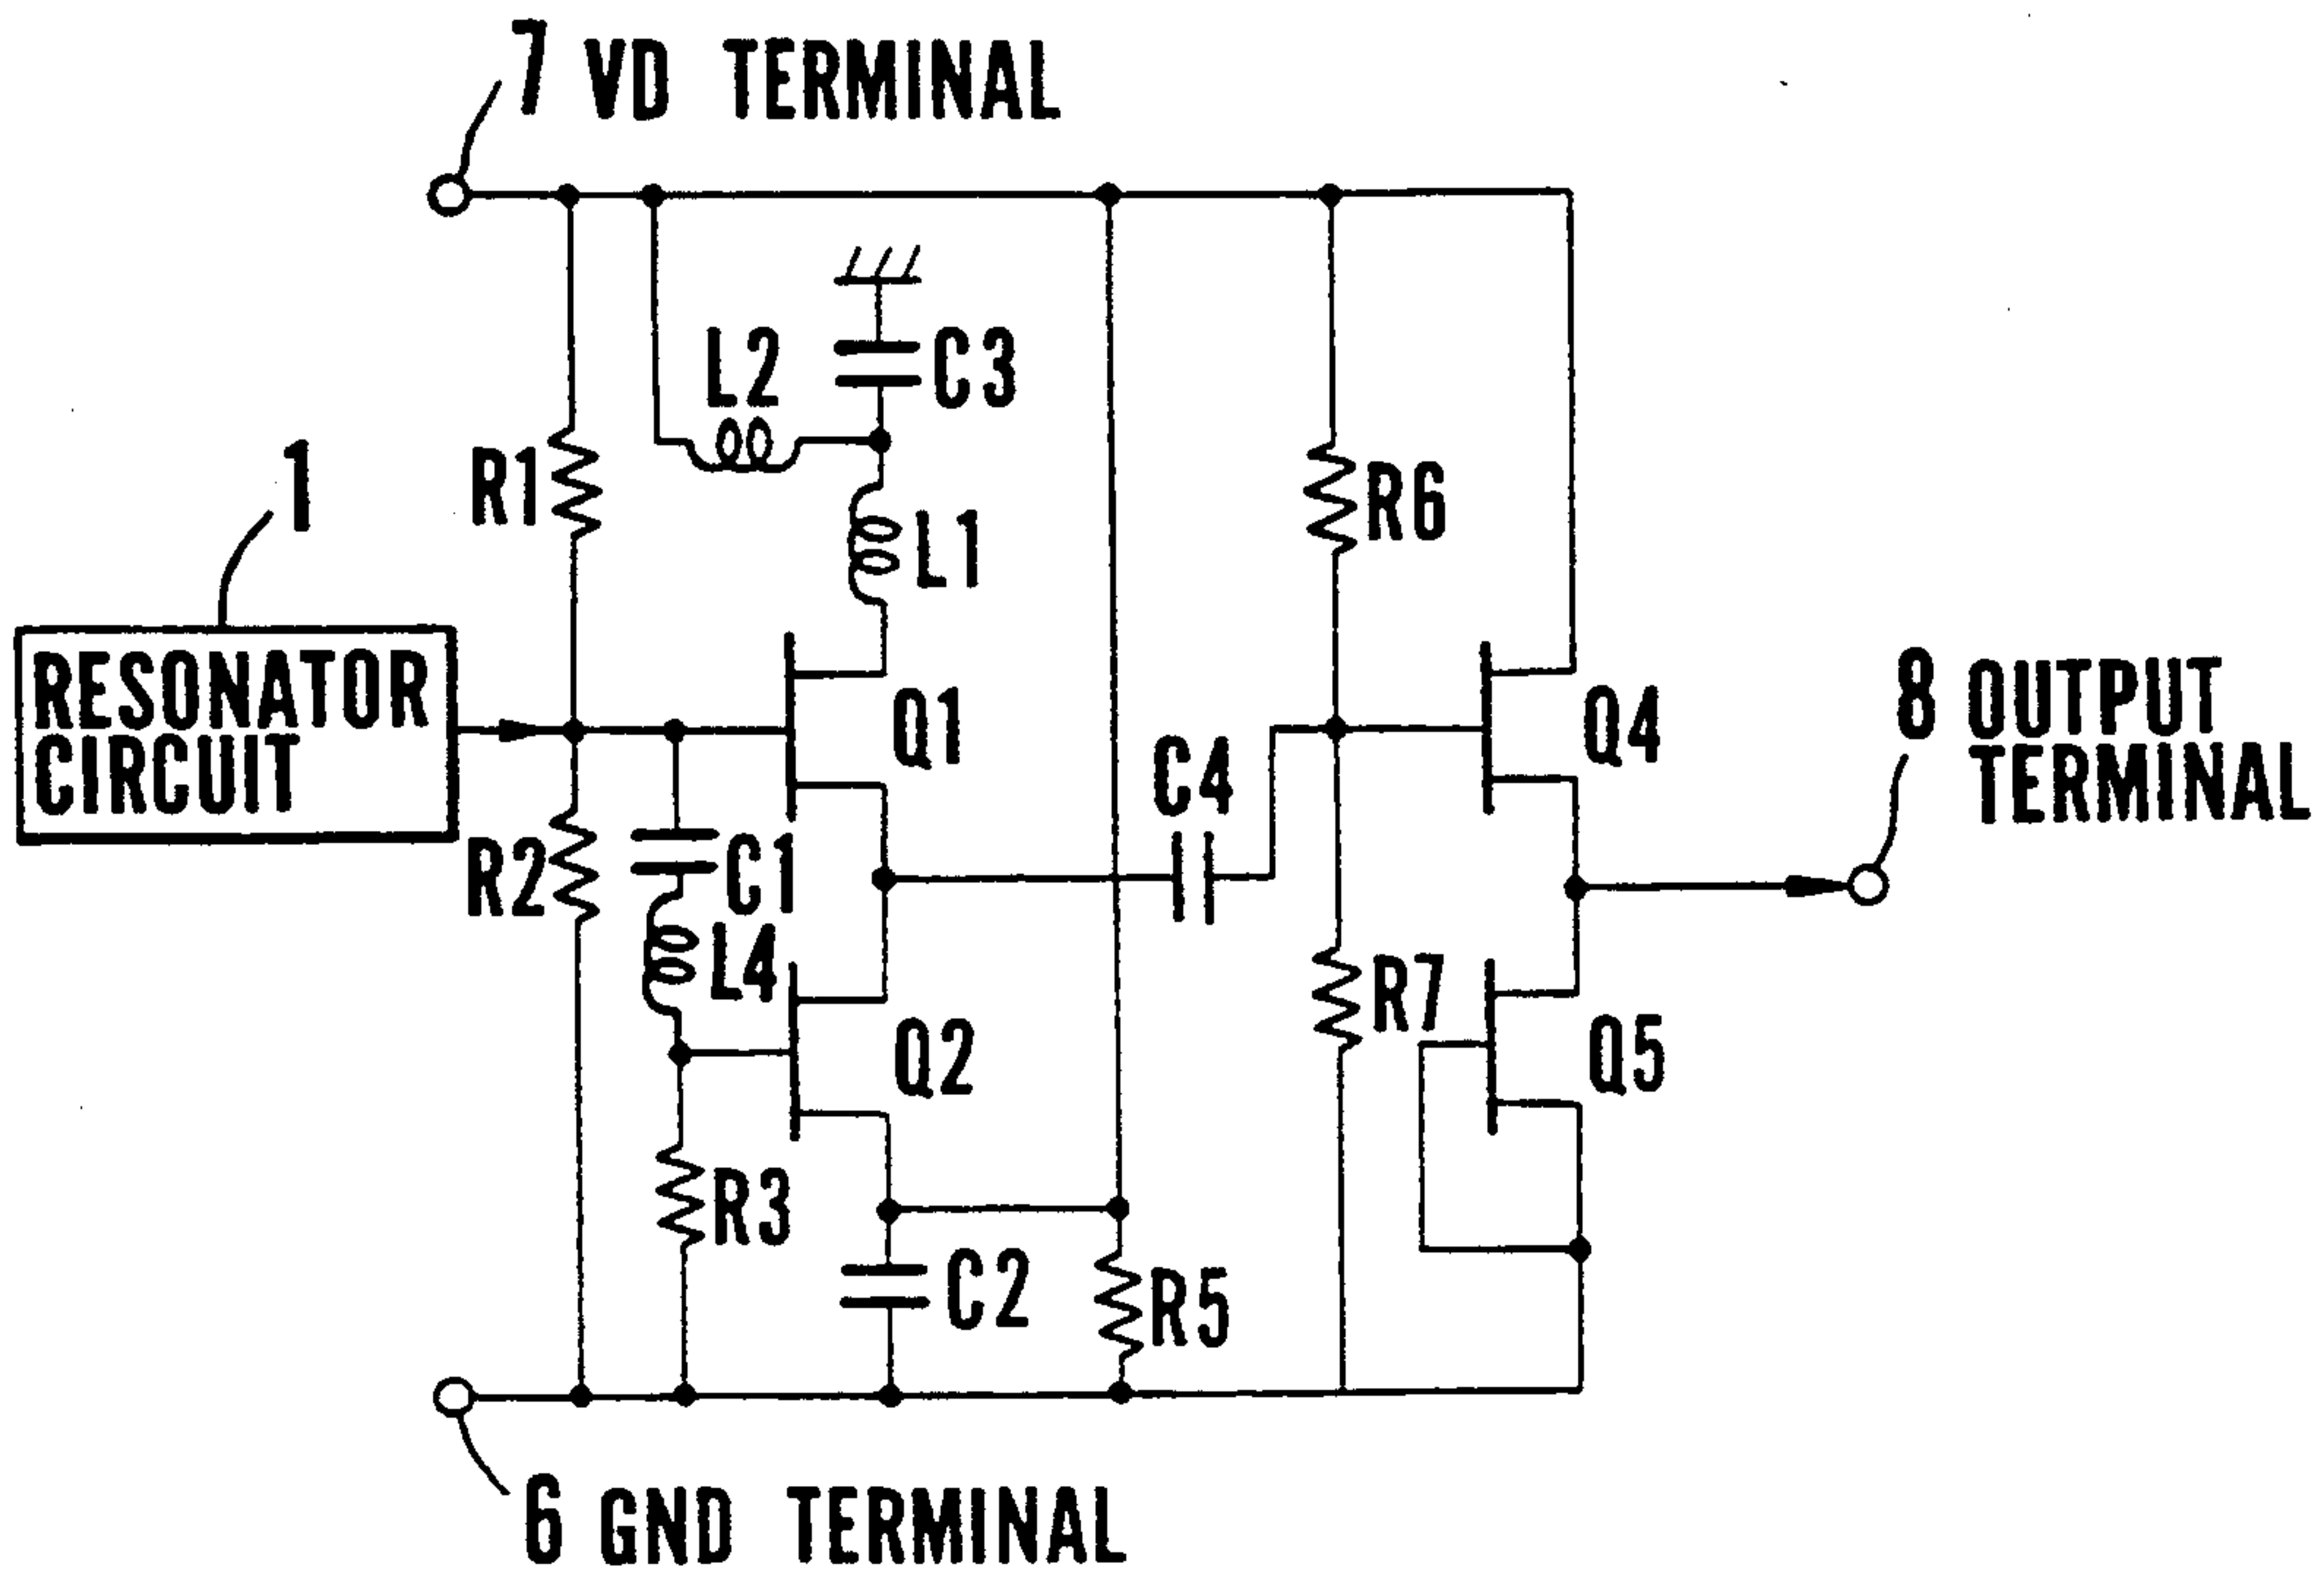 7 VD TERMINAL
L2
C3
R1
1
L1
R6
RESONATOR
CIRCUIT
Q1
Q4
8 OUTPUT
TERMINAL
C4
R2
C1
L4
R7
Q2
Q5
R3
C2
R5
6 GND TERMINAL